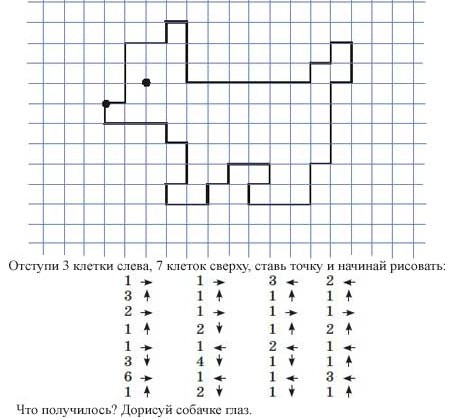 Отступи 3 клетки слева, 7 клеток сверху, ставь точку и начинай рисовать:
1 → 1 → 3 ← 2 ←
3 ↑ 1 ↑ 1 ↑ 1 ↑
2 → 1 → 1 → 1 →
1 ↑ 2 ↓ 1 ↑ 2 ↑
1 → 1 ← 2 ← 1 ←
3 ↓ 4 ↓ 1 ↓ 1 ↑
6 → 1 ← 1 ← 3 ←
1 ↑ 2 ↓ 1 ↓ 1 ↑
Что получилось? Дорисуй собачке глаз.